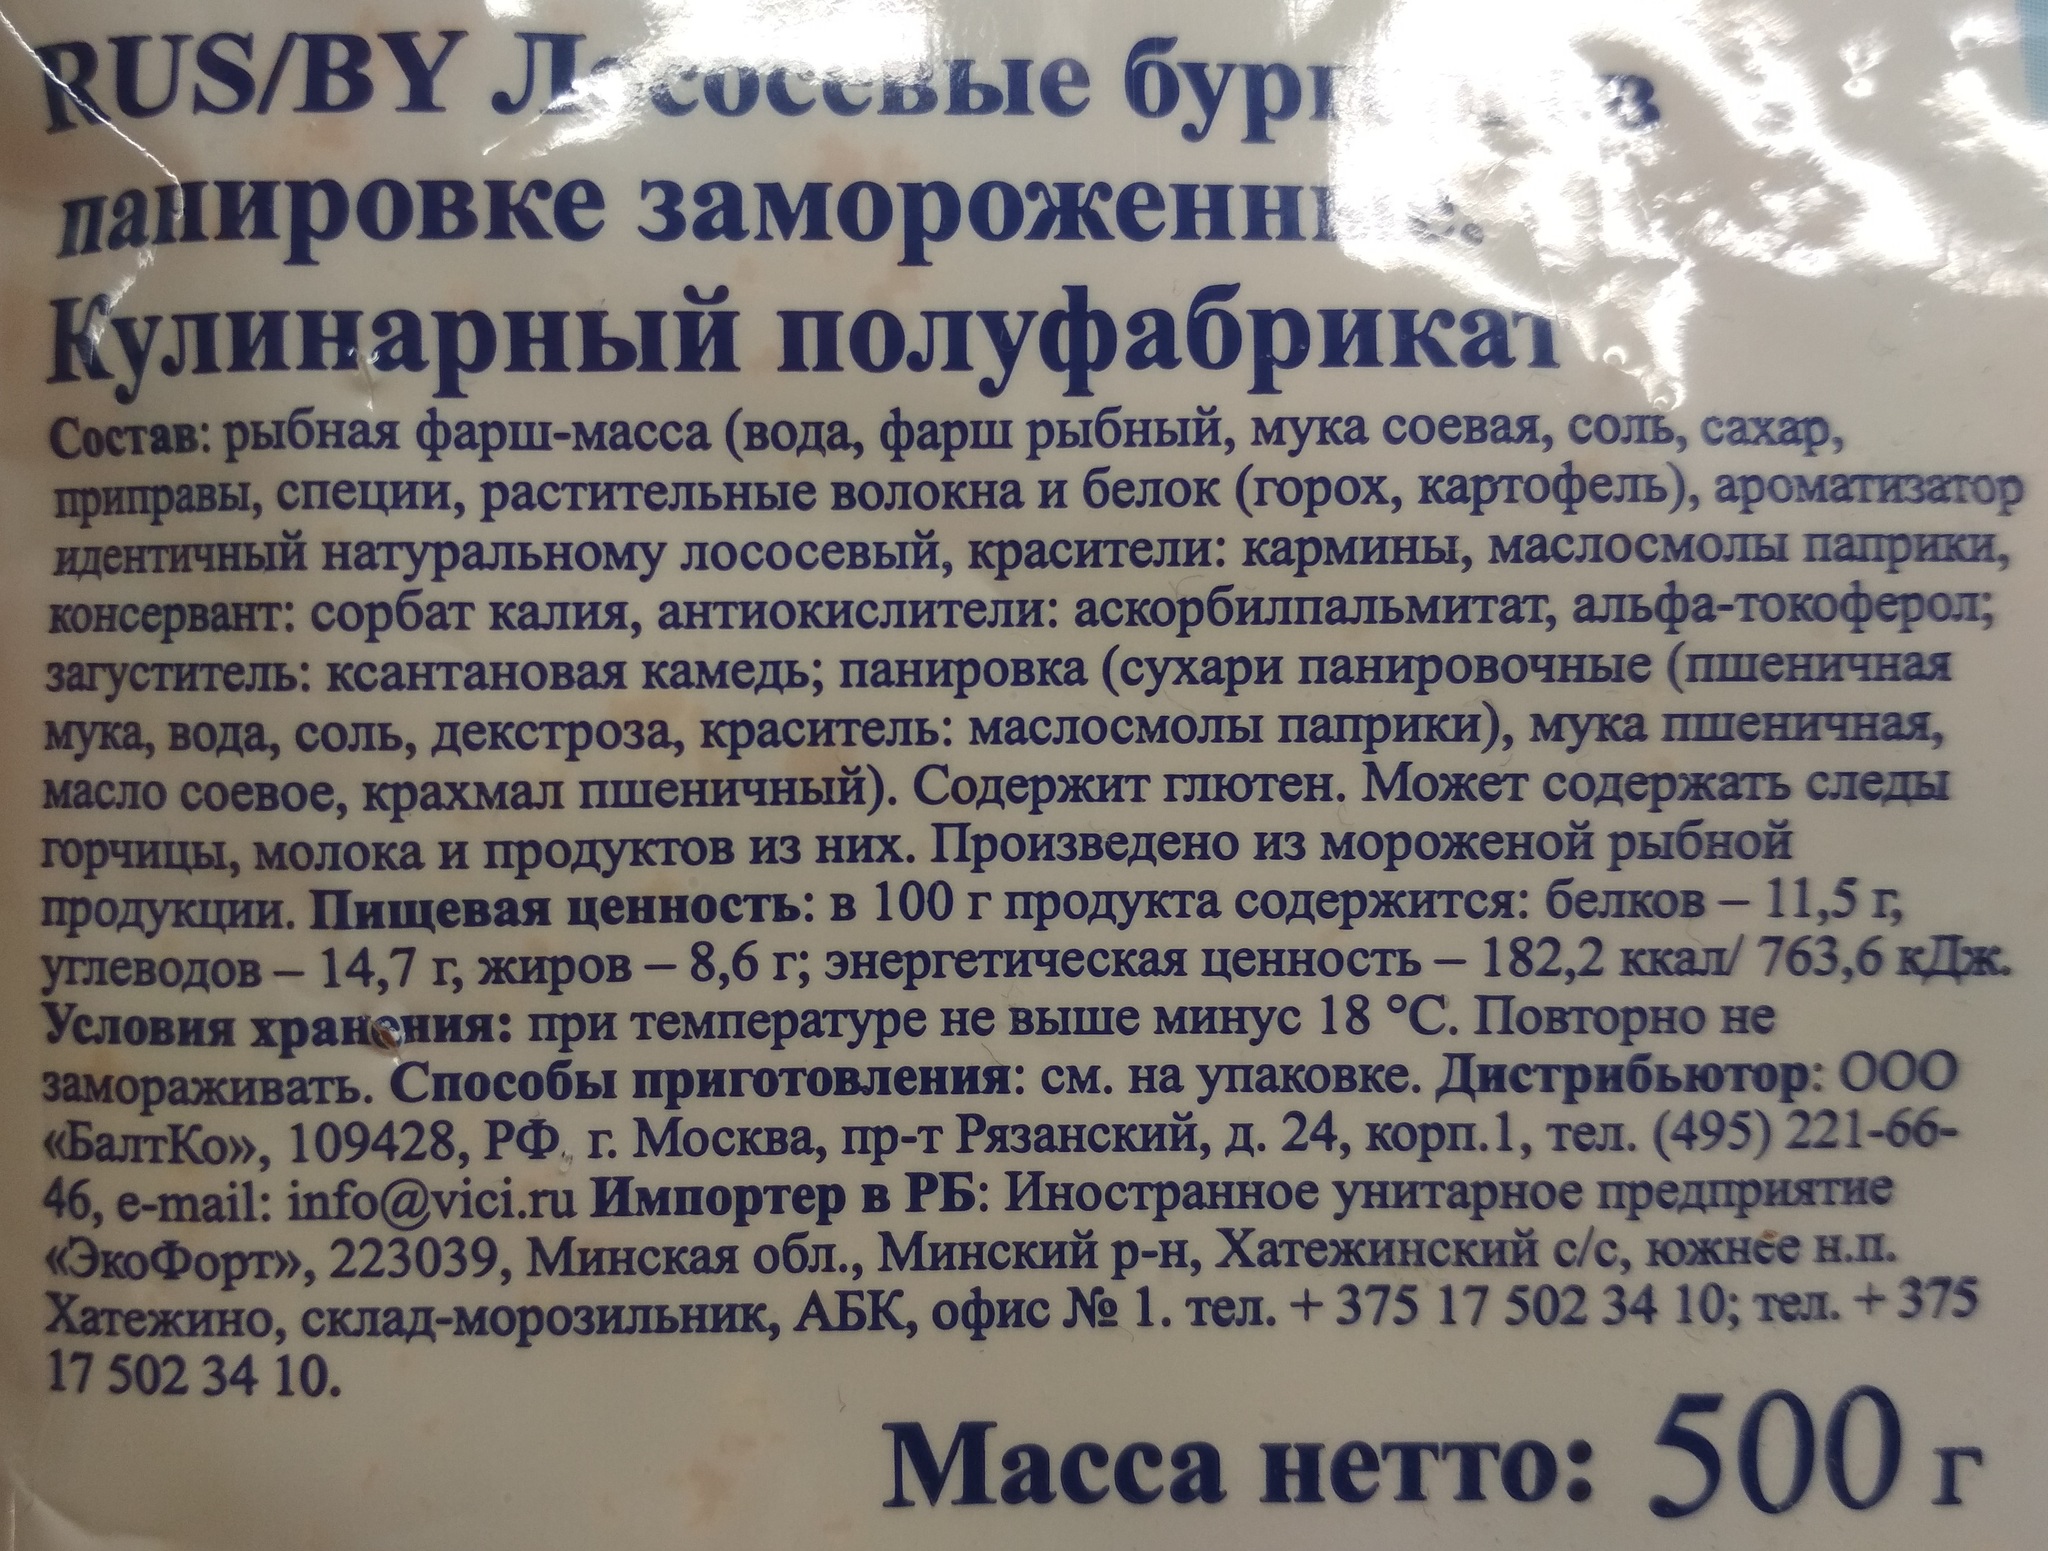 RUS/BY Лососевые в
панировке
Кулинарный полуфабрикат
Состав: рыбная фарш-масса (вода, фарш рыбный, мука соевая, соль, сахар,
приправы, специи, растительные волокна и белок (горох, картофель), ароматизатор
идентичный натуральному лососевый, красители: кармины, маслосмолы паприки,
консервант: сорбат калия, антиокислители: аскорбилпальмитат, альфа-токоферол;
загуститель: ксантановая камедь; панировка (сухари панировочные (пшеничная
мука, вода, соль, декстроза, краситель: маслосмолы паприки), мука пшеничная,
масло соевое, крахмал пшеничный). Содержит глютен. Может содержать следы
горчицы, молока и продуктов из них. Произведено из мороженой рыбной
продукции. Пищевая ценность: в 100 г продукта содержится: белков – 11,5 г,
углеводов – 14,7 г, жиров – 8,6 г; энергетическая ценность – 182,2 ккал/ 763,6 кДж.
Условия хранения: при температуре не выше минус 18 °С. Повторно не
замораживать. Способы приготовления: см. на упаковке. Дистрибьютор: ООО
«БалтКо», 109428, РФ, г. Москва, пр-т Рязанский, д. 24, корп.1, тел. (495) 221-66-
46, e-mail: info@vici.ru Импортер в РБ: Иностранное унитарное предприятие
«ЭкоФорт», 223039, Минская обл., Минский р-н, Хатежинский с/с, южнее н.п.
Хатежино, склад-морозильник, АБК, офис № 1. тел. + 375 17 502 34 10; тел. + 375
17 502 34 10.
Масса нетто: 500 г